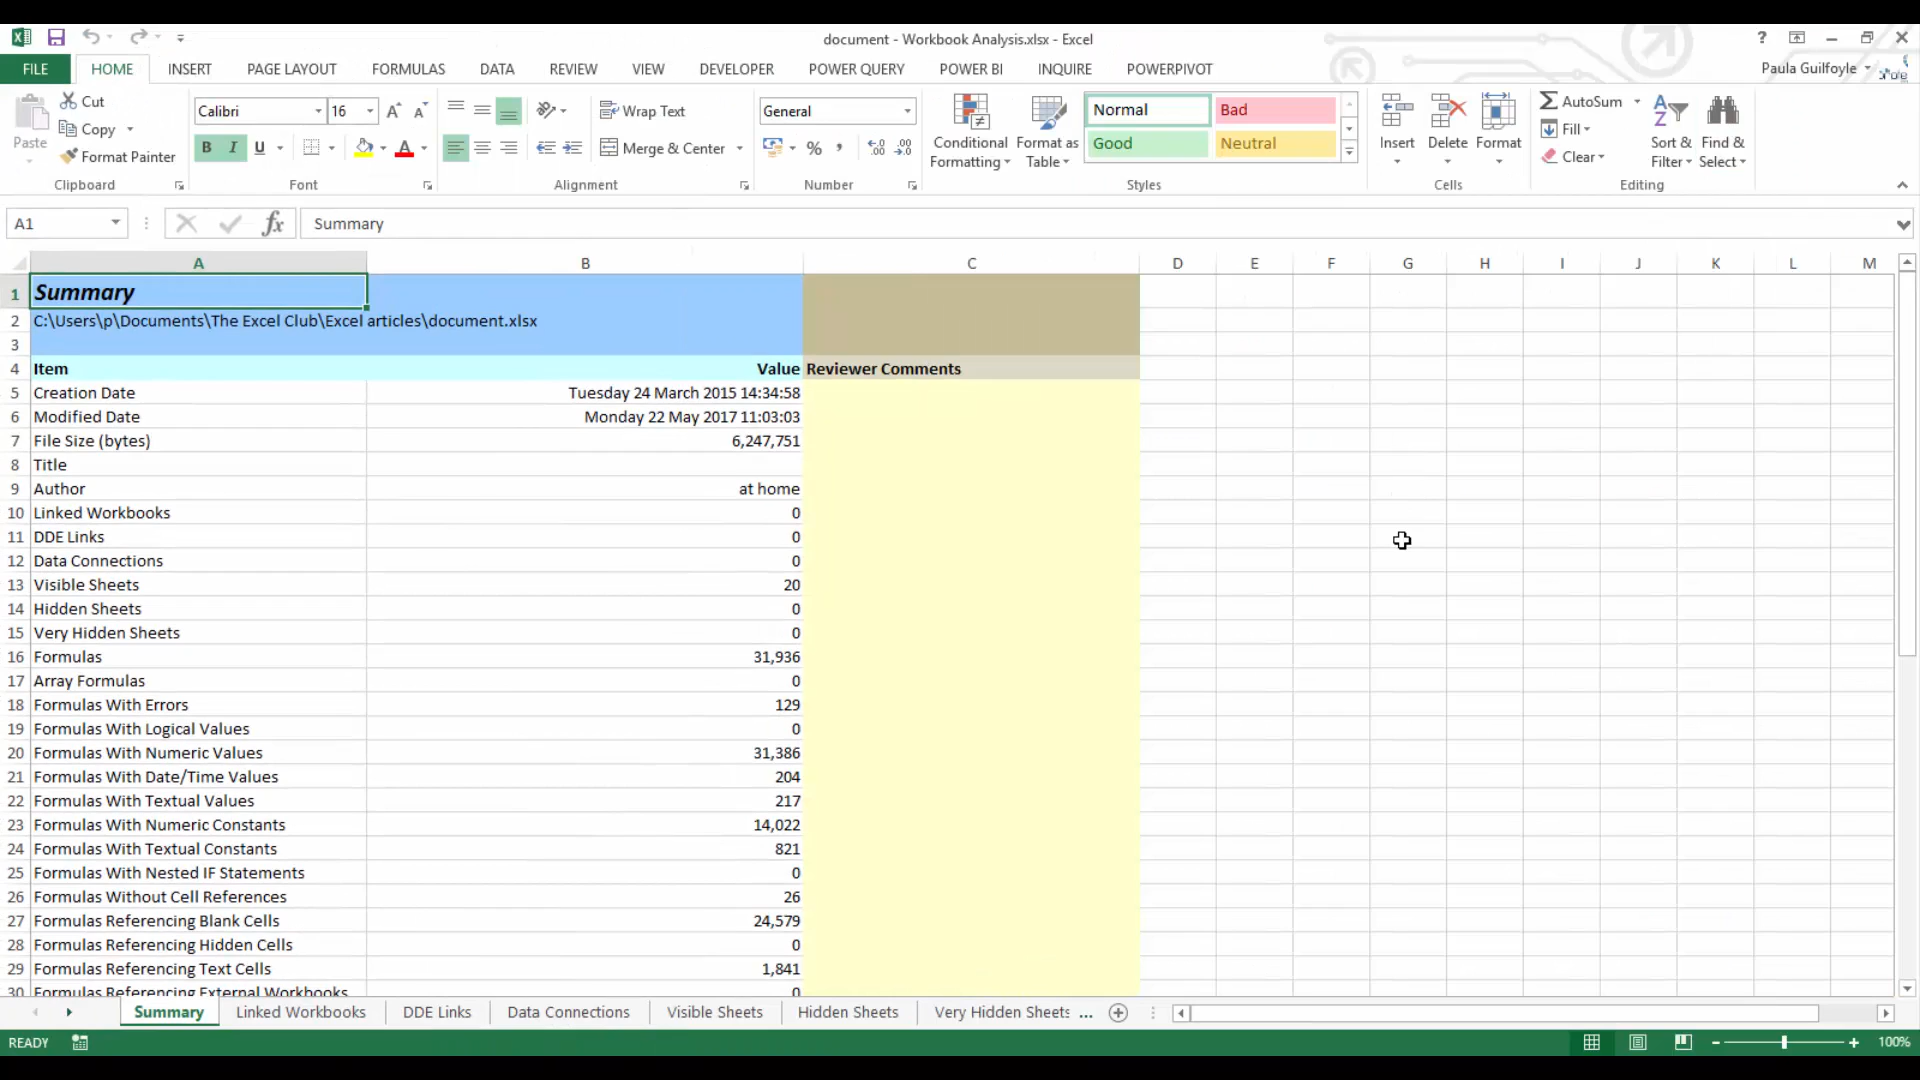 document - Workbook Analysis.xlsx - Excel
?
FILE HOME INSERT PAGE LAYOUT FORMULAS DATA REVIEW VIEW DEVELOPER POWER QUERY POWER BI INQUIRE POWERPIVOT Paula Guilfoyle
Paste
Cut
Copy
Format Painter
Clipboard
Calibri 16
B I U A
Font
Wrap Text
Merge & Center
Alignment
General
% ,
Number
Conditional Formatting
Format as Table
Normal Bad
Good Neutral
Styles
Insert Delete Format
Cells
AutoSum
Fill
Clear
Sort & Filter
Find & Select
Editing
A1 fx Summary
A B C D E F G H I J K L M
1 Summary
2 C:\Users\p\Documents\The Excel Club\Excel articles\document.xlsx
3
4 Item Value Reviewer Comments
5 Creation Date Tuesday 24 March 2015 14:34:58
6 Modified Date Monday 22 May 2017 11:03:03
7 File Size (bytes) 6,247,751
8 Title
9 Author at home
10 Linked Workbooks 0
11 DDE Links 0
12 Data Connections 0
13 Visible Sheets 20
14 Hidden Sheets 0
15 Very Hidden Sheets 0
16 Formulas 31,936
17 Array Formulas 0
18 Formulas With Errors 129
19 Formulas With Logical Values 0
20 Formulas With Numeric Values 31,386
21 Formulas With Date/Time Values 204
22 Formulas With Textual Values 217
23 Formulas With Numeric Constants 14,022
24 Formulas With Textual Constants 821
25 Formulas With Nested IF Statements 0
26 Formulas Without Cell References 26
27 Formulas Referencing Blank Cells 24,579
28 Formulas Referencing Hidden Cells 0
29 Formulas Referencing Text Cells 1,841
30 Formulas Referencing External Workbooks 0
Summary Linked Workbooks DDE Links Data Connections Visible Sheets Hidden Sheets Very Hidden Sheets ...
READY 100%